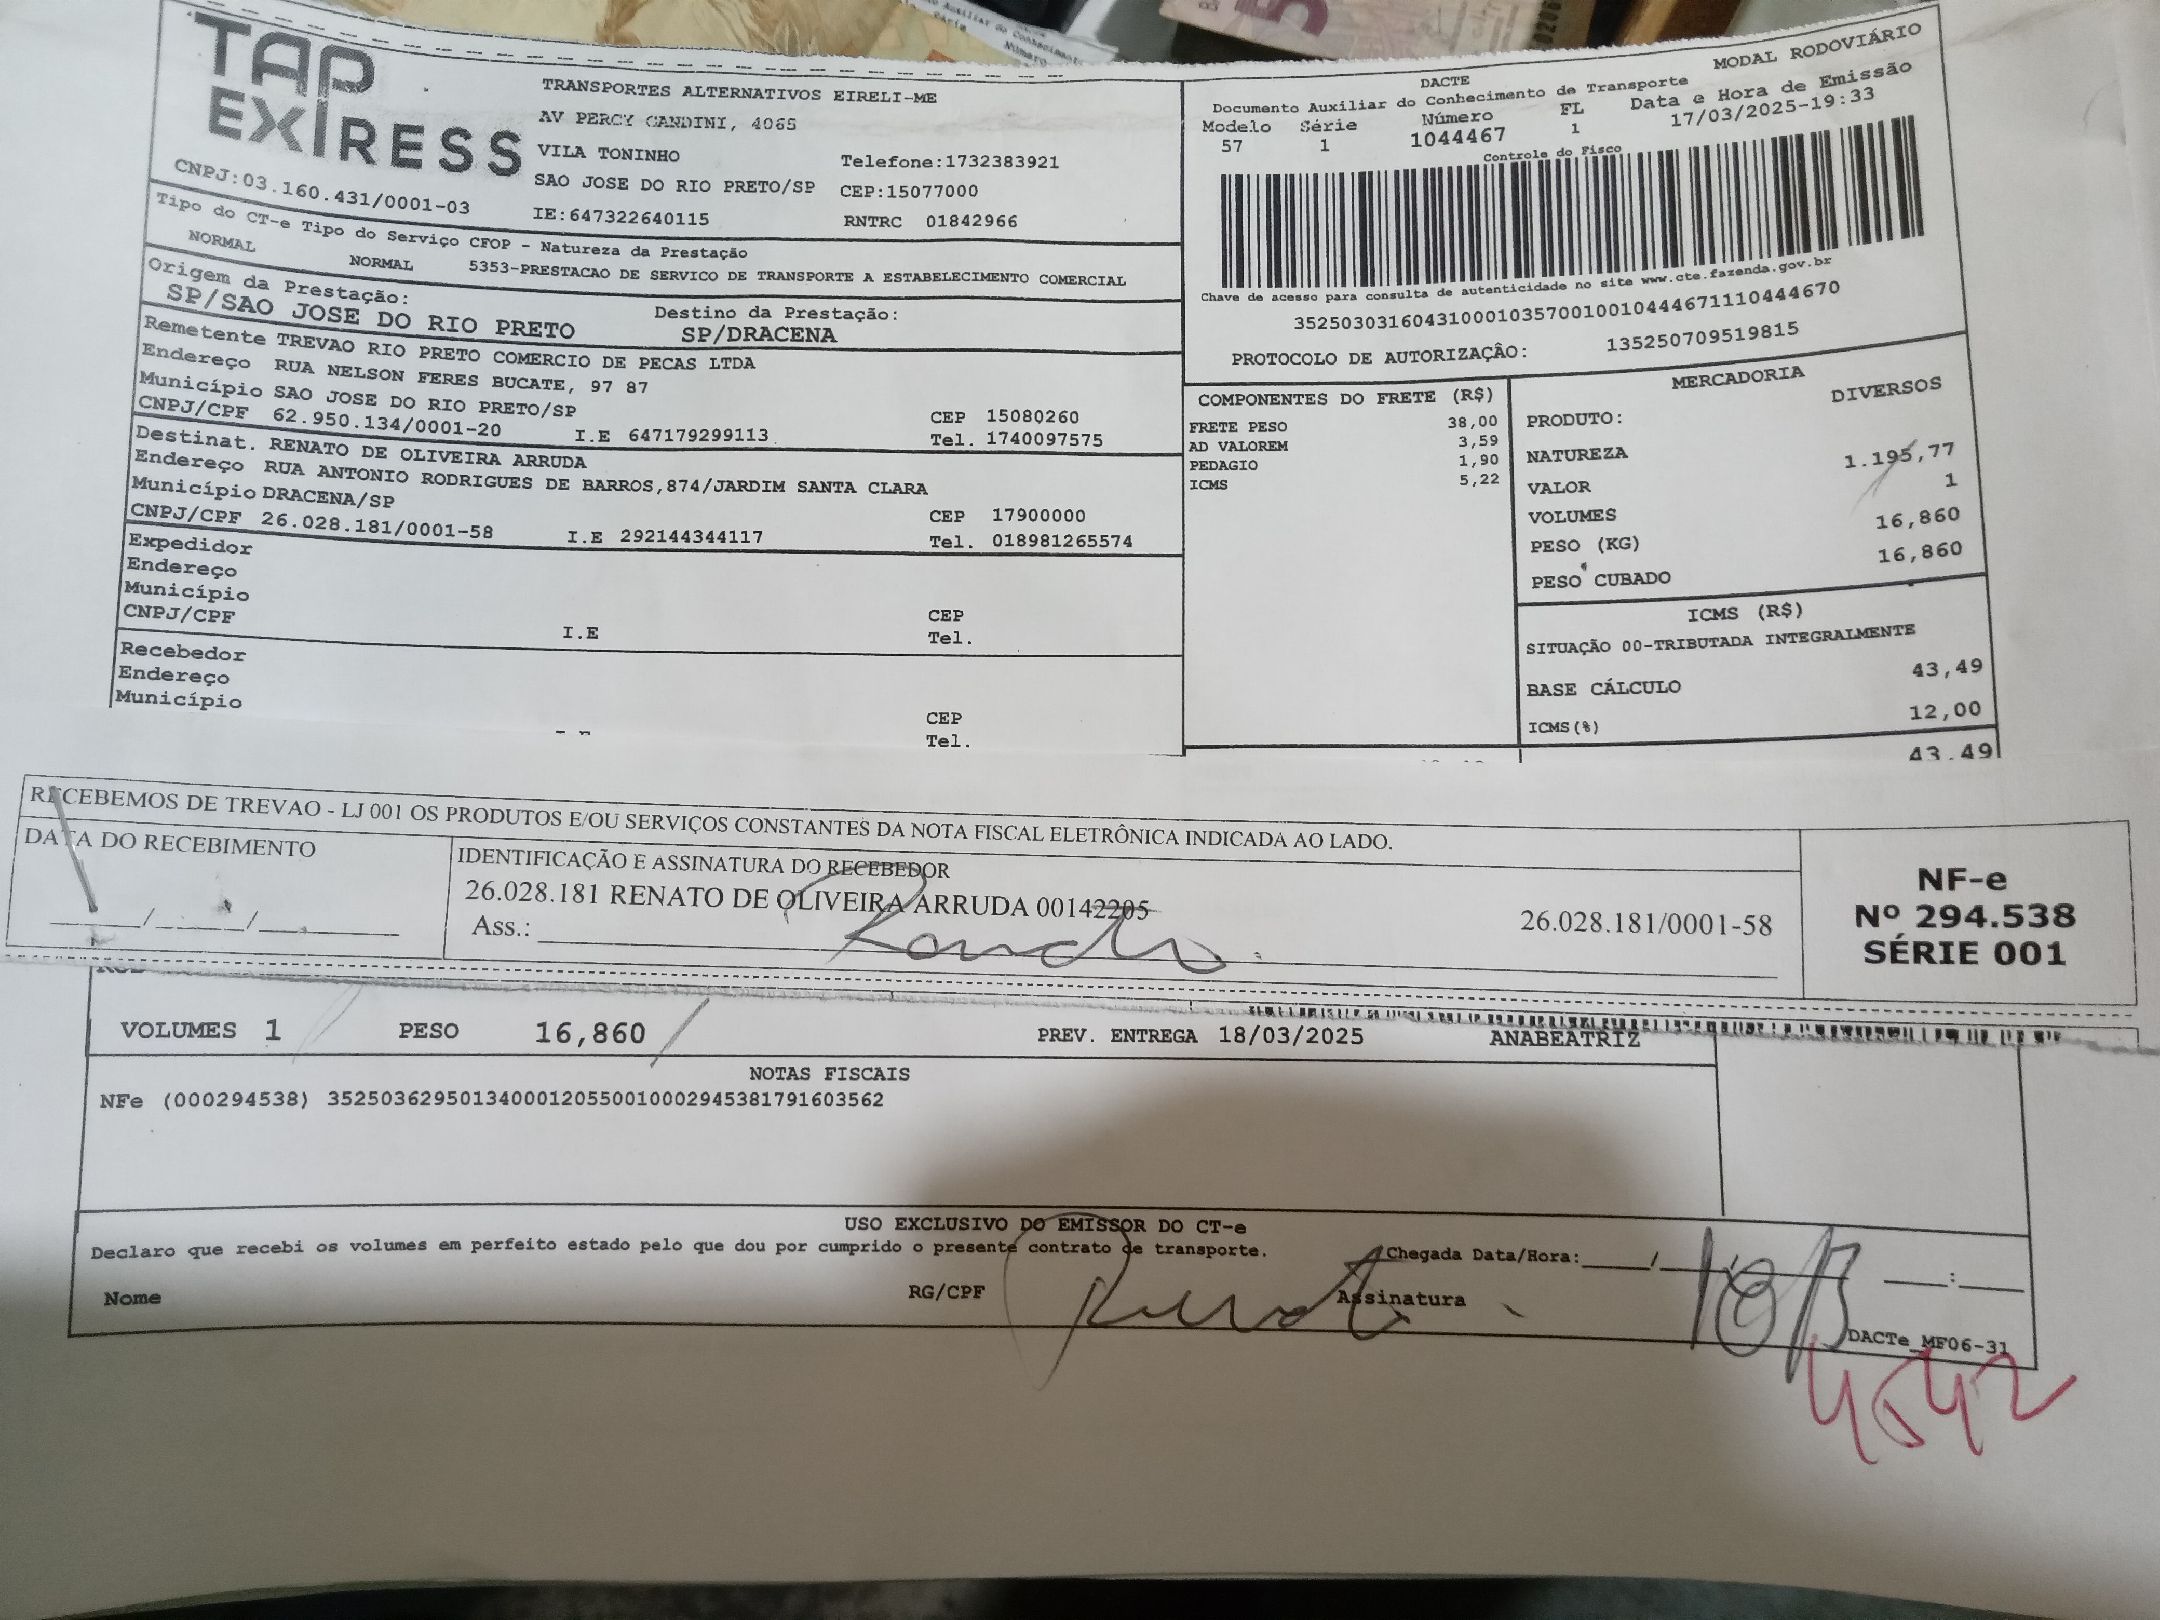 TAP
EXPRESS
TRANSPORTES ALTERNATIVOS EIRELI-ME
AV PERCY GANDINI, 4065
VILA TONINHO
Telefone:1732383921
SAO JOSE DO RIO PRETO/SP CEP:15077000
CNPJ:03.160.431/0001-03
IE:647322640115 RNTRC 01842966
Tipo do CT-e Tipo do Serviço CFOP - Natureza da Prestação
NORMAL NORMAL 5353-PRESTACAO DE SERVICO DE TRANSPORTE A ESTABELECIMENTO COMERCIAL
Origem da Prestação: Destino da Prestação:
SP/SAO JOSE DO RIO PRETO SP/DRACENA
Remetente TREVAO RIO PRETO COMERCIO DE PECAS LTDA
Endereço RUA NELSON FERES BUCATE, 97 87
Município SAO JOSE DO RIO PRETO/SP CEP 15080260
CNPJ/CPF 62.950.134/0001-20 I.E 647179299113 Tel. 1740097575
Destinat. RENATO DE OLIVEIRA ARRUDA
Endereço RUA ANTONIO RODRIGUES DE BARROS,874/JARDIM SANTA CLARA
Município DRACENA/SP CEP 17900000
CNPJ/CPF 26.028.181/0001-58 I.E 292144344117 Tel. 018981265574
Expedidor
Endereço
Município CEP
CNPJ/CPF I.E Tel.
Recebedor
Endereço
Município CEP
Tel.
DACTE MODAL RODOVIÁRIO
Documento Auxiliar do Conhecimento de Transporte
Modelo Série Número FL Data e Hora de Emissão
57 1 1044467 1 17/03/2025-19:33
Controle do Fisco
Chave de acesso para consulta de autenticidade no site www.cte.fazenda.gov.br
35250303160431000103570010010444671110444670
PROTOCOLO DE AUTORIZAÇÃO: 135250709519815
COMPONENTES DO FRETE (R$)
FRETE PESO 38,00
AD VALOREM 3,59
PEDAGIO 1,90
ICMS 5,22
MERCADORIA
PRODUTO: DIVERSOS
NATUREZA
VALOR 1.195,77
VOLUMES 1
PESO (KG) 16,860
PESO CUBADO 16,860
ICMS (R$)
SITUAÇÃO 00-TRIBUTADA INTEGRALMENTE
BASE CÁLCULO 43,49
ICMS(%) 12,00
43,49
RECEBEMOS DE TREVAO - LJ 001 OS PRODUTOS E/OU SERVIÇOS CONSTANTES DA NOTA FISCAL ELETRÔNICA INDICADA AO LADO.
DATA DO RECEBIMENTO
___/___/___
IDENTIFICAÇÃO E ASSINATURA DO RECEBEDOR
26.028.181 RENATO DE OLIVEIRA ARRUDA 00142205
26.028.181/0001-58
Ass.:
NF-e
Nº 294.538
SÉRIE 001
VOLUMES 1 PESO 16,860 PREV. ENTREGA 18/03/2025 ANABEATRIZ
NOTAS FISCAIS
NFe (000294538) 35250362950134000120550010002945381791603562
USO EXCLUSIVO DO EMISSOR DO CT-e
Declaro que recebi os volumes em perfeito estado pelo que dou por cumprido o presente contrato de transporte. Chegada Data/Hora:____/____ ___:___
Nome RG/CPF Assinatura
DACTe_MF06-31
4542